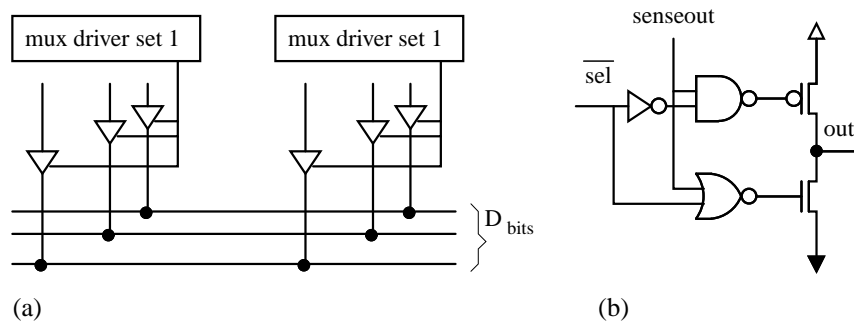 mux driver set 1
mux driver set 1
D bits
(a)
senseout
sel
out
(b)